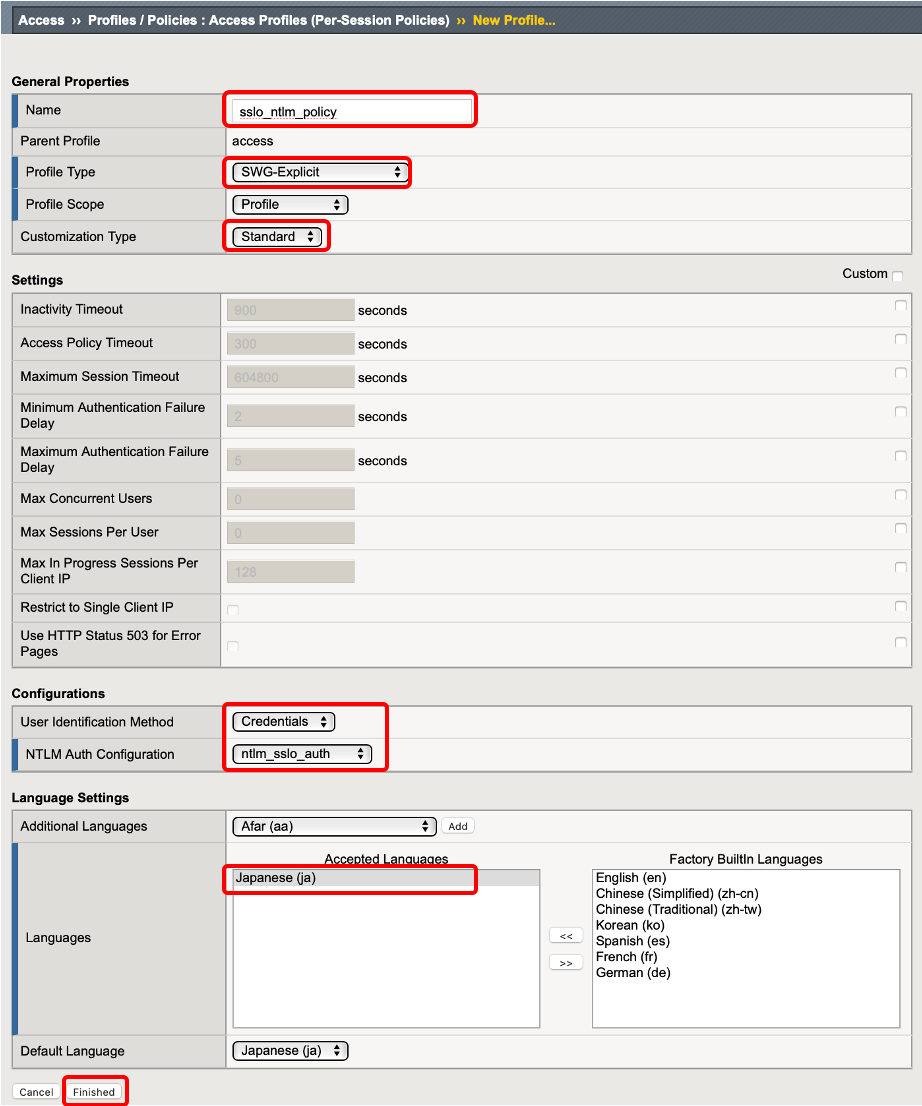 Access ›› Profiles / Policies : Access Profiles (Per-Session Policies) ›› New Profile...
General Properties
Name sslo_ntlm_policy
Parent Profile access
Profile Type SWG-Explicit
Profile Scope Profile
Customization Type Standard
Settings Custom
Inactivity Timeout 900 seconds
Access Policy Timeout 300 seconds
Maximum Session Timeout 604800 seconds
Minimum Authentication Failure
Delay 2 seconds
Maximum Authentication Failure
Delay 5 seconds
Max Concurrent Users 0
Max Sessions Per User 0
Max In Progress Sessions Per
Client IP 128
Restrict to Single Client IP
Use HTTP Status 503 for Error
Pages
Configurations
User Identification Method Credentials
NTLM Auth Configuration ntlm_sslo_auth
Language Settings
Additional Languages Afar (aa) Add
Languages
Accepted Languages
Japanese (ja)
<<
>>
Factory BuiltIn Languages
English (en)
Chinese (Simplified) (zh-cn)
Chinese (Traditional) (zh-tw)
Korean (ko)
Spanish (es)
French (fr)
German (de)
Default Language Japanese (ja)
Cancel Finished